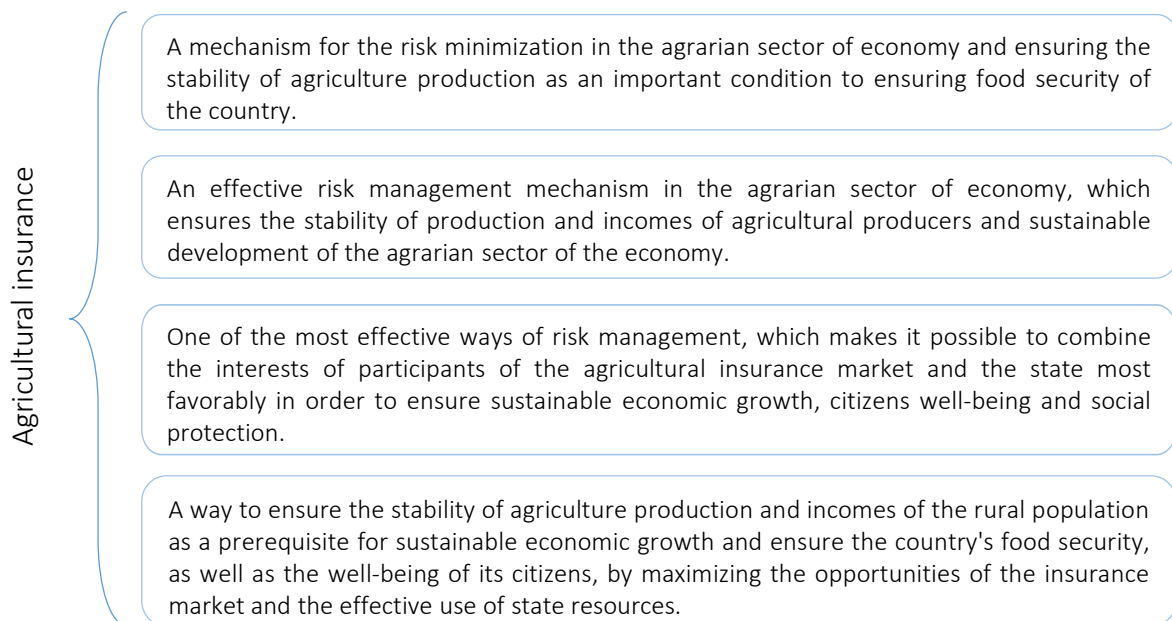 Agricultural insurance
A mechanism for the risk minimization in the agrarian sector of economy and ensuring the
stability of agriculture production as an important condition to ensuring food security of
the country.
An effective risk management mechanism in the agrarian sector of economy, which
ensures the stability of production and incomes of agricultural producers and sustainable
development of the agrarian sector of the economy.
One of the most effective ways of risk management, which makes it possible to combine
the interests of participants of the agricultural insurance market and the state most
favorably in order to ensure sustainable economic growth, citizens well-being and social
protection.
A way to ensure the stability of agriculture production and incomes of the rural population
as a prerequisite for sustainable economic growth and ensure the country's food security,
as well as the well-being of its citizens, by maximizing the opportunities of the insurance
market and the effective use of state resources.